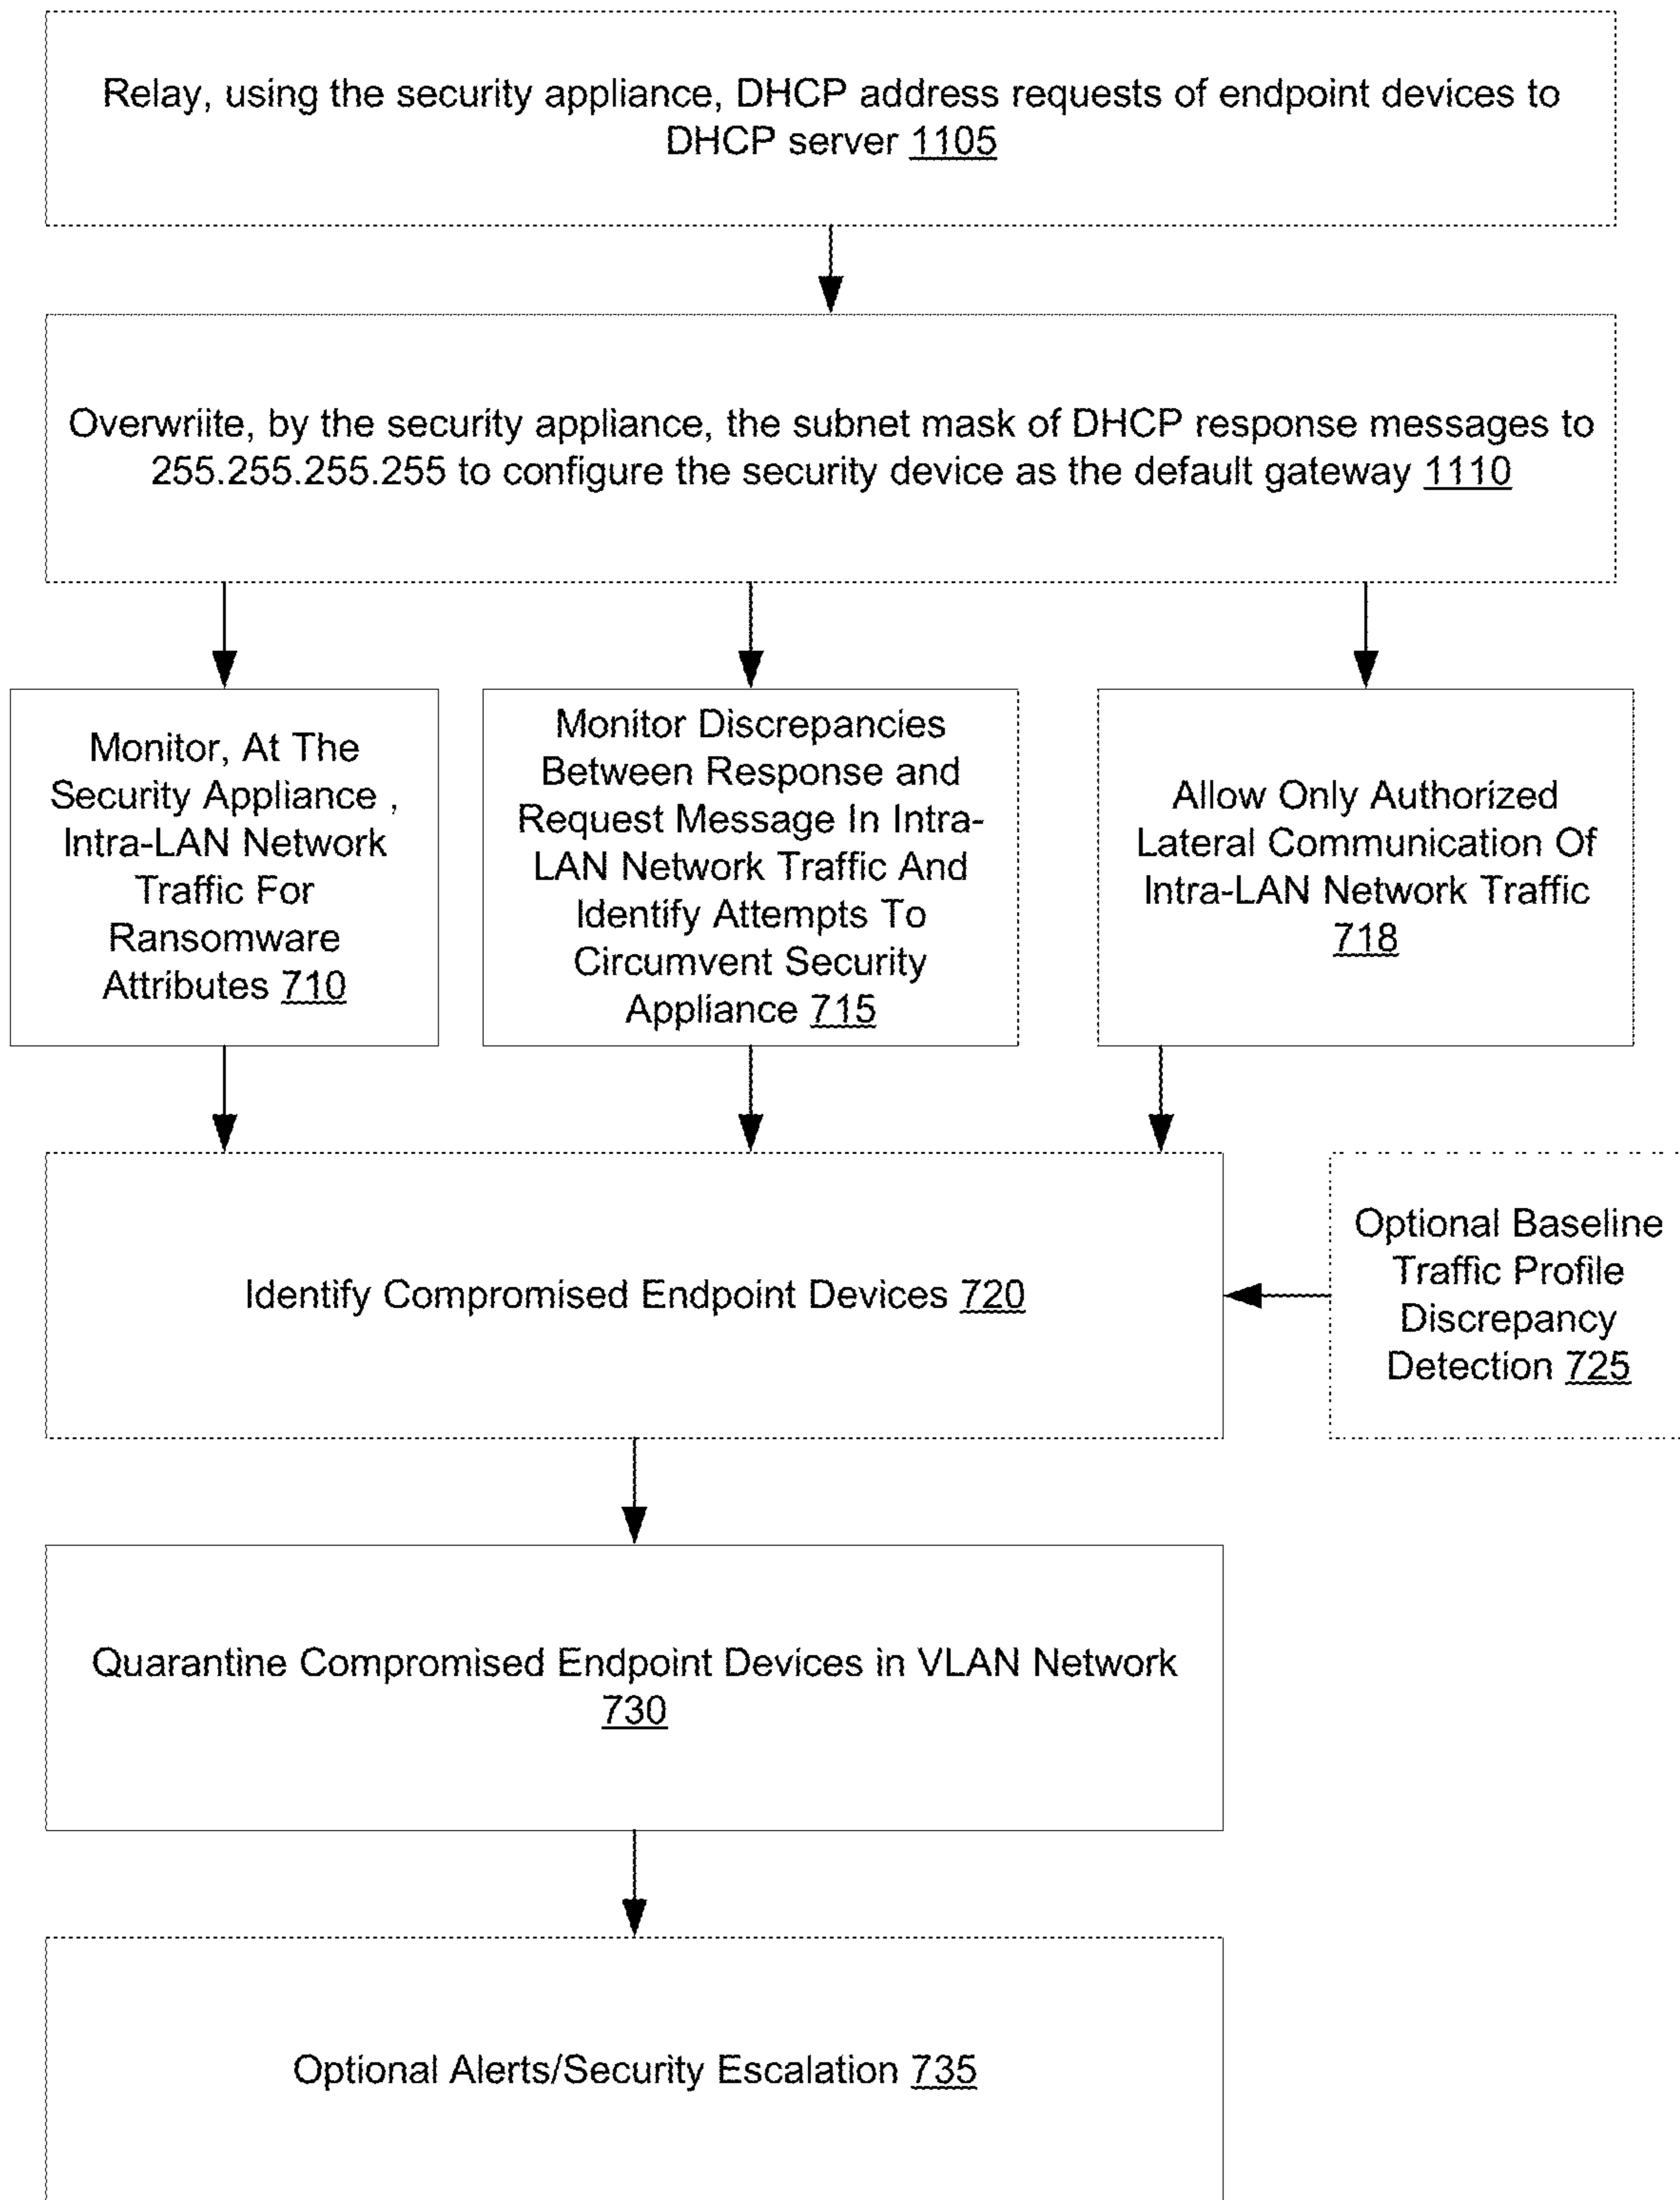 Relay, using the security appliance, DHCP address requests of endpoint devices to
DHCP server 1105
Overwriite, by the security appliance, the subnet mask of DHCP response messages to
255.255.255.255 to configure the security device as the default gateway 1110
Monitor, At The
Security Appliance ,
Intra-LAN Network
Traffic For
Ransomware
Attributes 710
Monitor Discrepancies
Between Response and
Request Message In Intra-
LAN Network Traffic And
Identify Attempts To
Circumvent Security
Appliance 715
Allow Only Authorized
Lateral Communication Of
Intra-LAN Network Traffic
718
Identify Compromised Endpoint Devices 720
Optional Baseline
Traffic Profile
Discrepancy
Detection 725
Quarantine Compromised Endpoint Devices in VLAN Network
730
Optional Alerts/Security Escalation 735